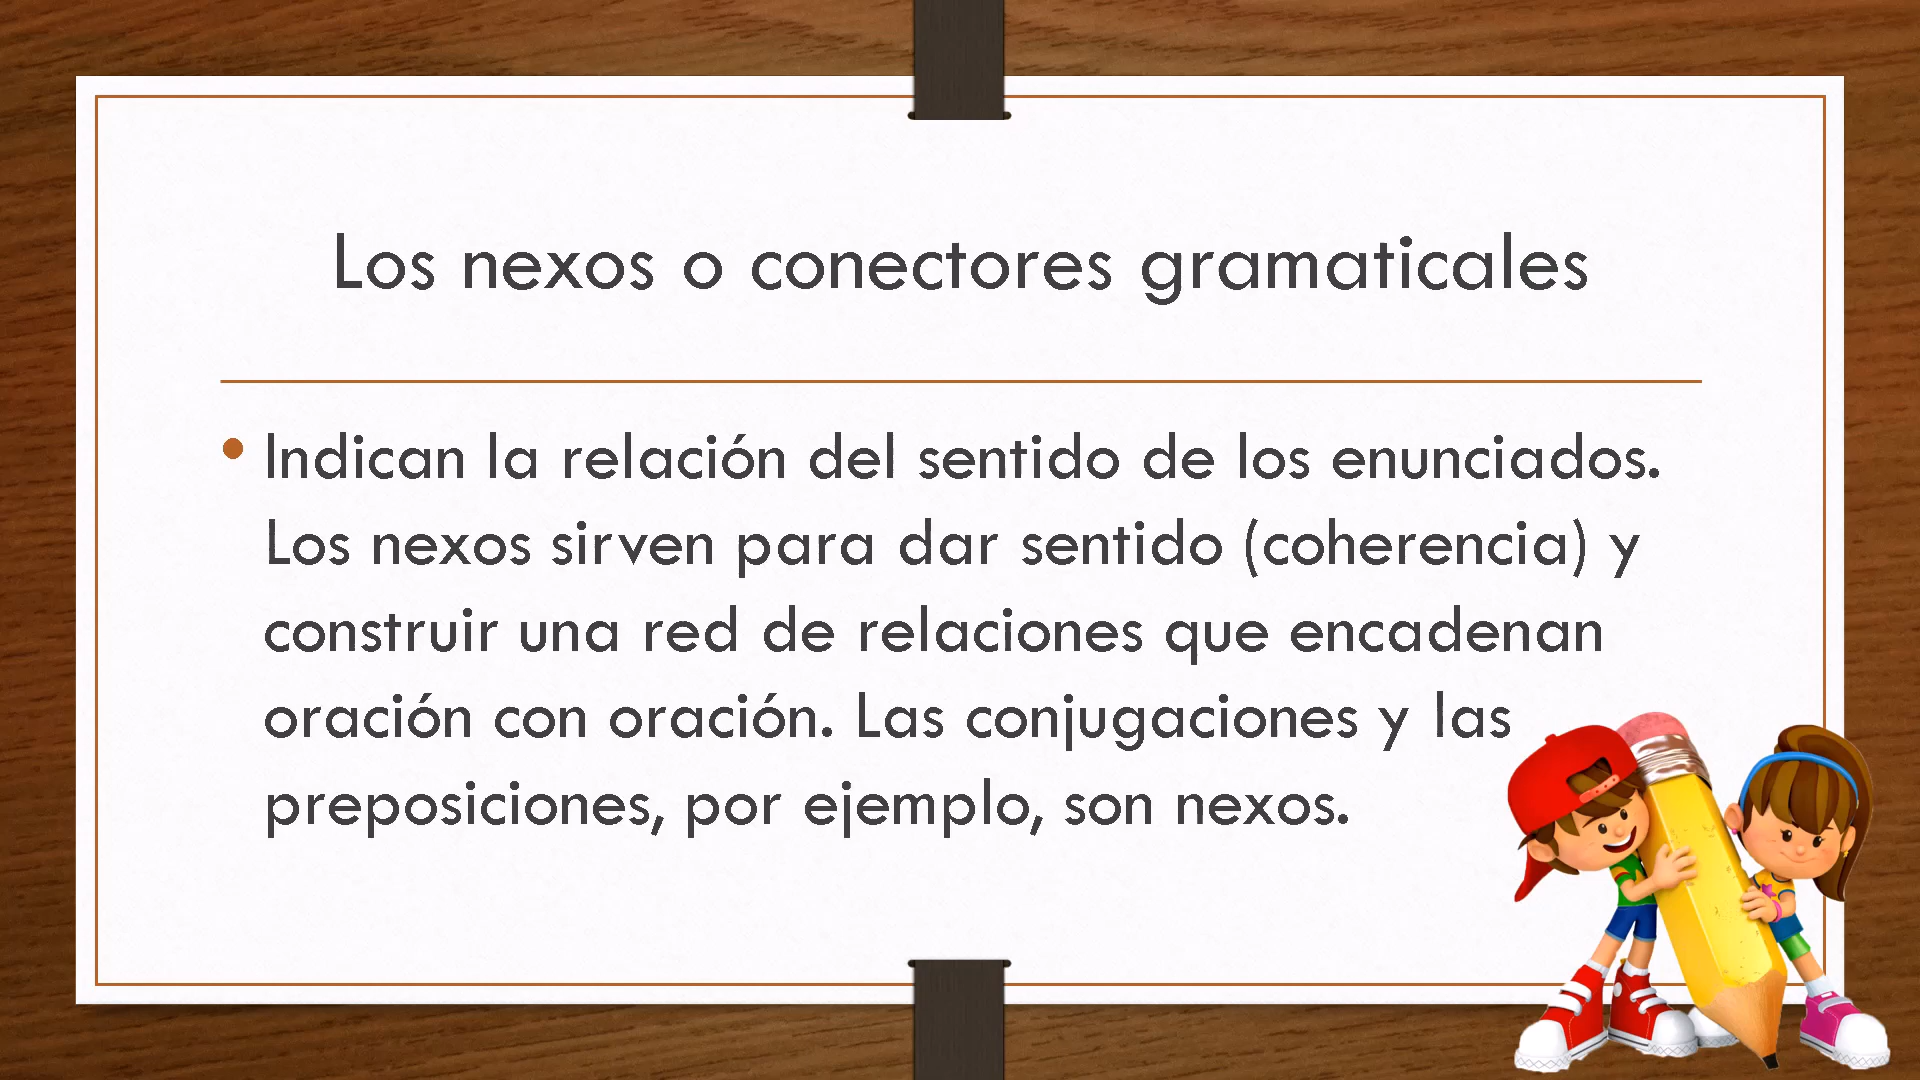 Los nexos o conectores gramaticales
• Indican la relación del sentido de los enunciados.
Los nexos sirven para dar sentido (coherencia) y
construir una red de relaciones que encadenan
oración con oración. Las conjugaciones y las
preposiciones, por ejemplo, son nexos.